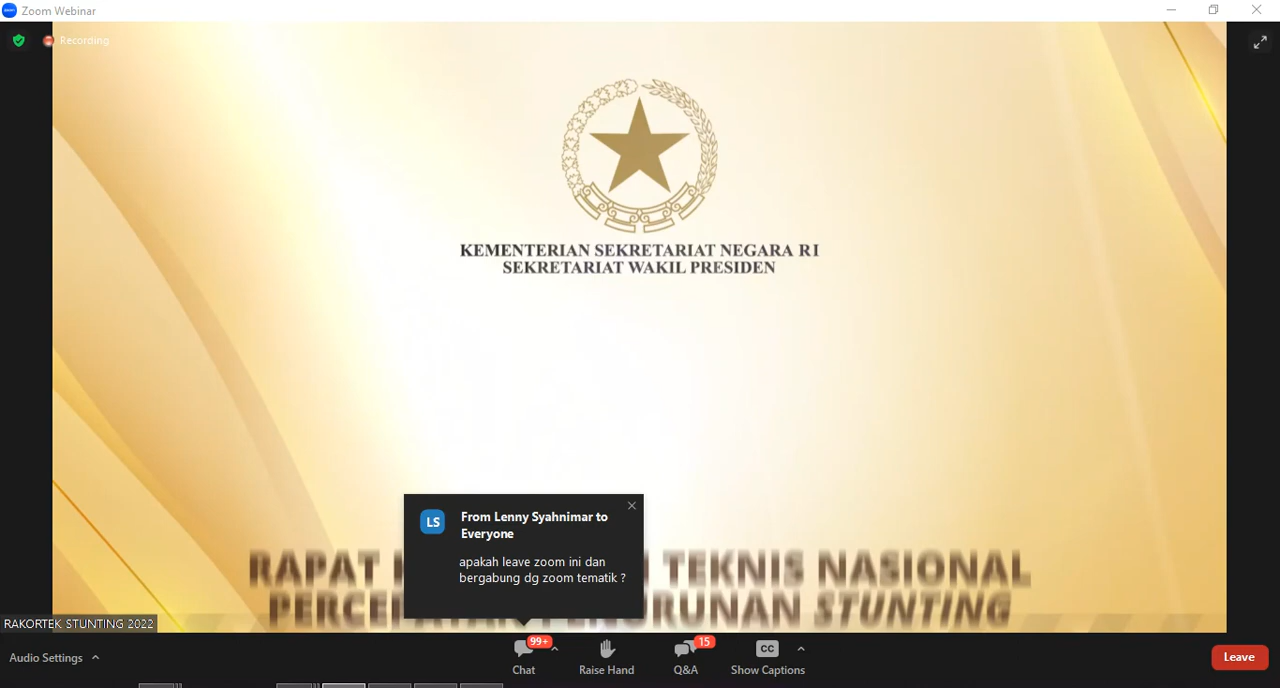 Zoom Webinar
Recording
KEMENTERIAN SEKRETARIAT NEGARA RI
SEKRETARIAT WAKIL PRESIDEN
From Lenny Syahnimar to
Everyone
LS
apakah leave zoom ini dan
bergabung dg zoom tematik ?
RAPAT TEKNIS NASIONAL
STUNTING
RAKORTEK STUNTING 2022
Audio Settings
99+
Chat
Raise Hand
15
Q&A
CC
Show Captions
Leave